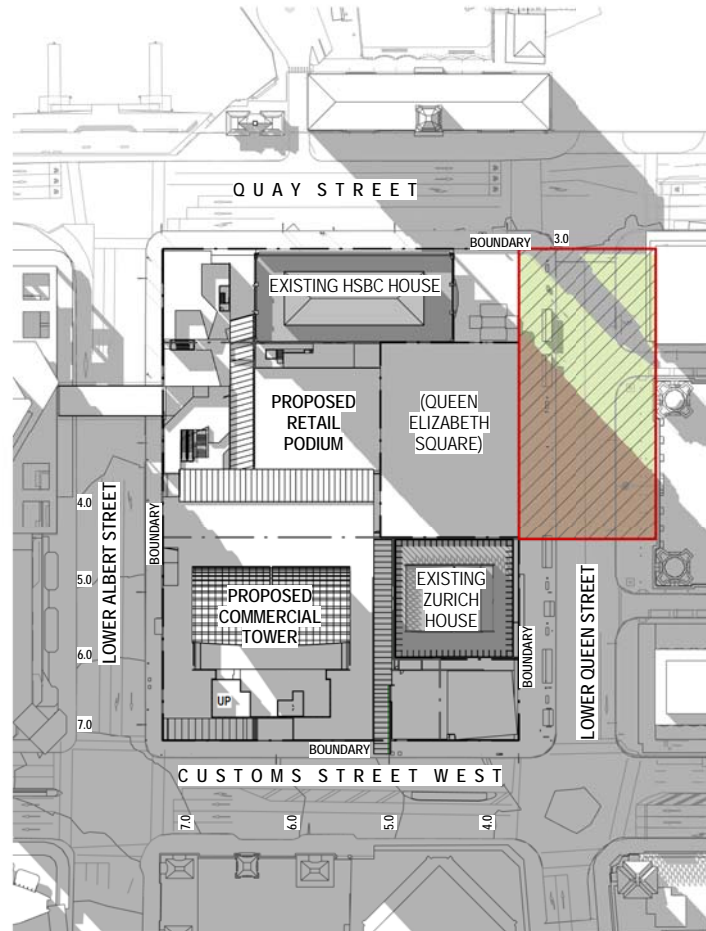 QUAY STREET
BOUNDARY
3.0
EXISTING HSBC HOUSE
PROPOSED
RETAIL
PODIUM
(QUEEN
ELIZABETH
SQUARE)
4.0
BOUNDARY
LOWER ALBERT STREET
5.0
PROPOSED
COMMERCIAL
TOWER
EXISTING
ZURICH
HOUSE
LOWER QUEEN STREET
BOUNDARY
6.0
UP
7.0
BOUNDARY
CUSTOMS STREET WEST
7.0
6.0
5.0
4.0